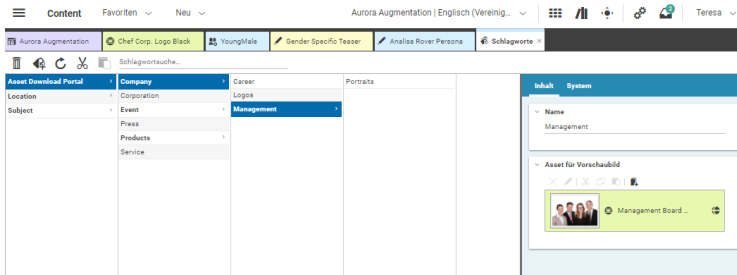 Content Favoriten Neu Aurora Augmentation | Englisch (Vereinig... 2 Teresa
Aurora Augmentation Chef Corp. Logo Black YoungMale Gender Specific Teaser Analisa Rover Persona Schlagworte
Schlagwortsuche...
Asset Download Portal
Location
Subject
Company
Corporation
Event
Press
Products
Service
Career
Logos
Management
Portraits
Inhalt System
Name
Management
Asset für Vorschaubild
Management Board ...